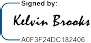 Signed by:
Kelvin Brooks
A0F3F24DC182406